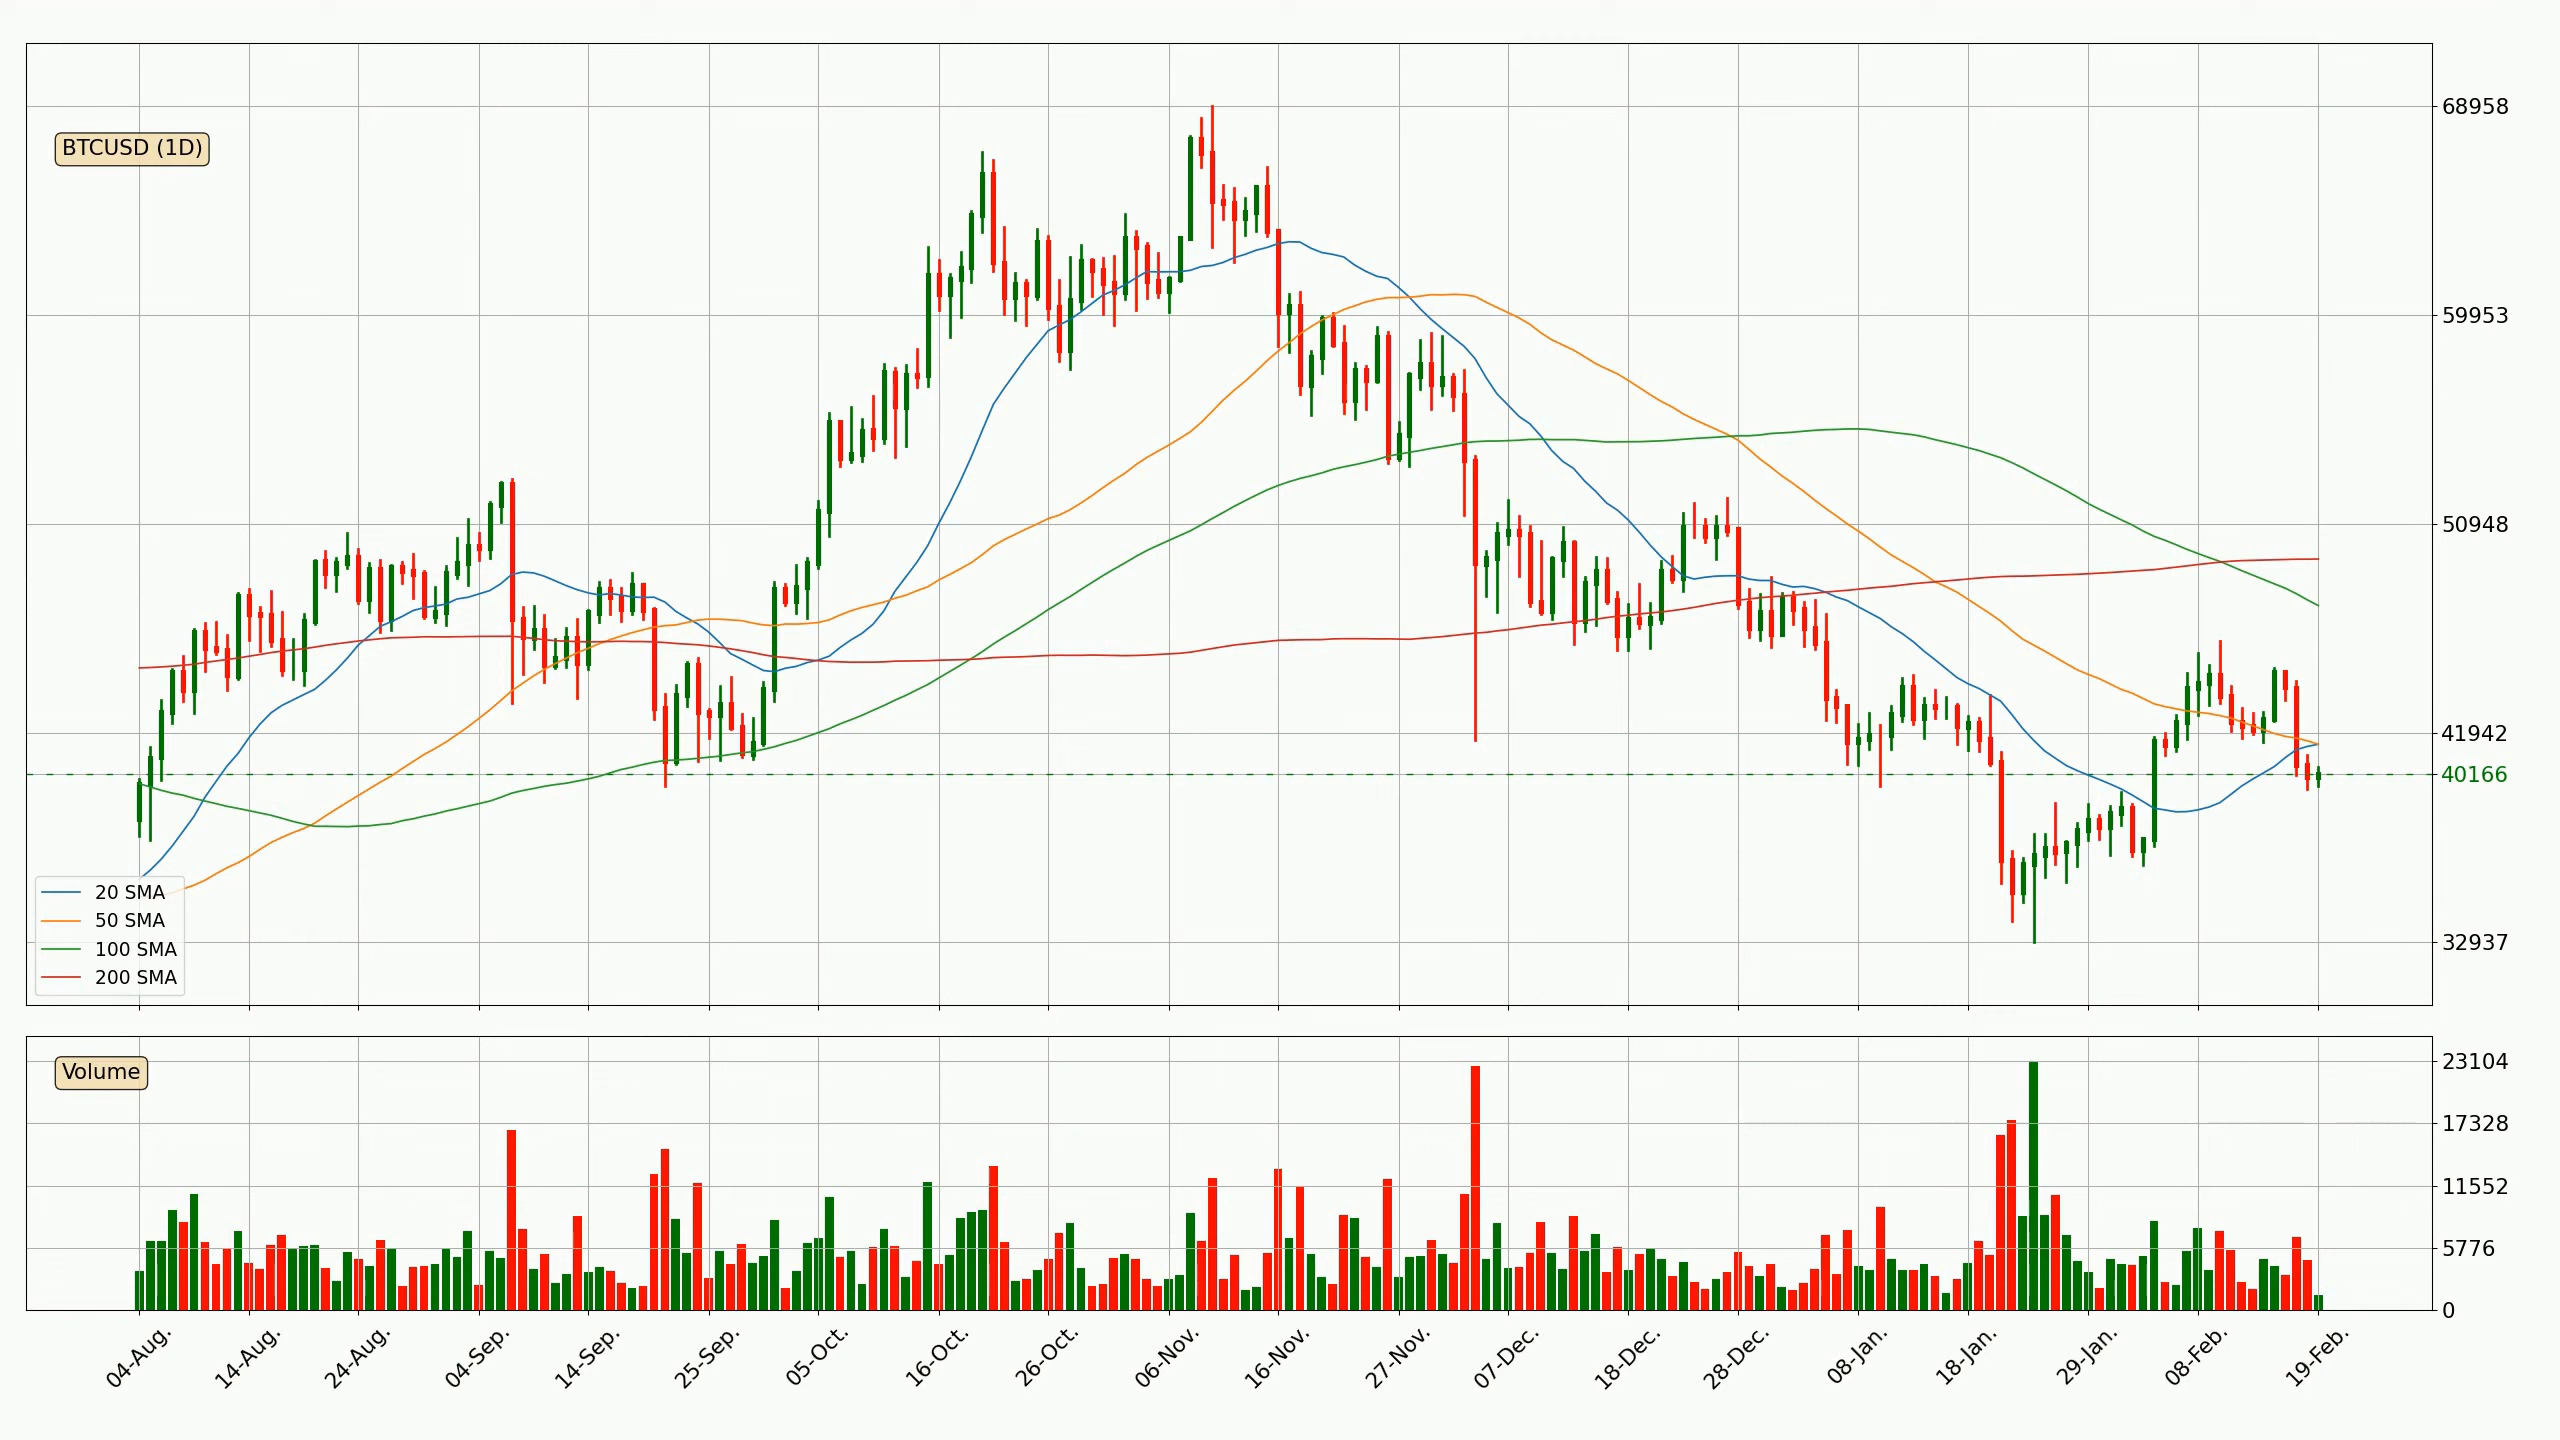 BTCUSD (1D)
68958
59953
50948
41942
40166
32937
20 SMA
50 SMA
100 SMA
200 SMA
Volume
23104
17328
11552
5776
0
04-Aug. 14-Aug. 24-Aug. 04-Sep. 14-Sep. 25-Sep. 05-Oct. 16-Oct. 26-Oct. 06-Nov. 16-Nov. 27-Nov. 07-Dec. 18-Dec. 28-Dec. 08-Jan. 18-Jan. 29-Jan. 08-Feb. 19-Feb.